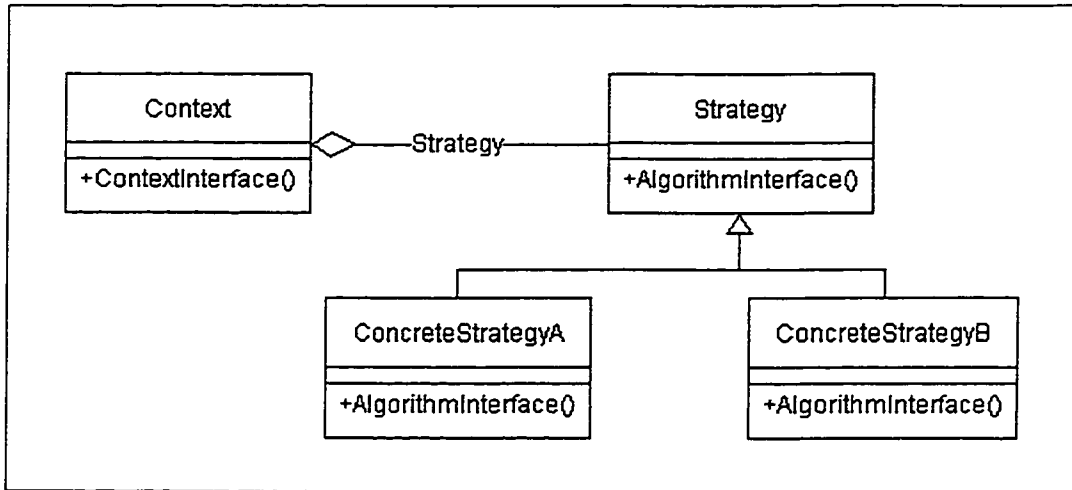 Context
Strategy
Strategy
+ContextInterface()
+AlgorithmInterface()
ConcreteStrategyA
ConcreteStrategyB
+AlgorithmInterface()
+AlgorithmInterface()